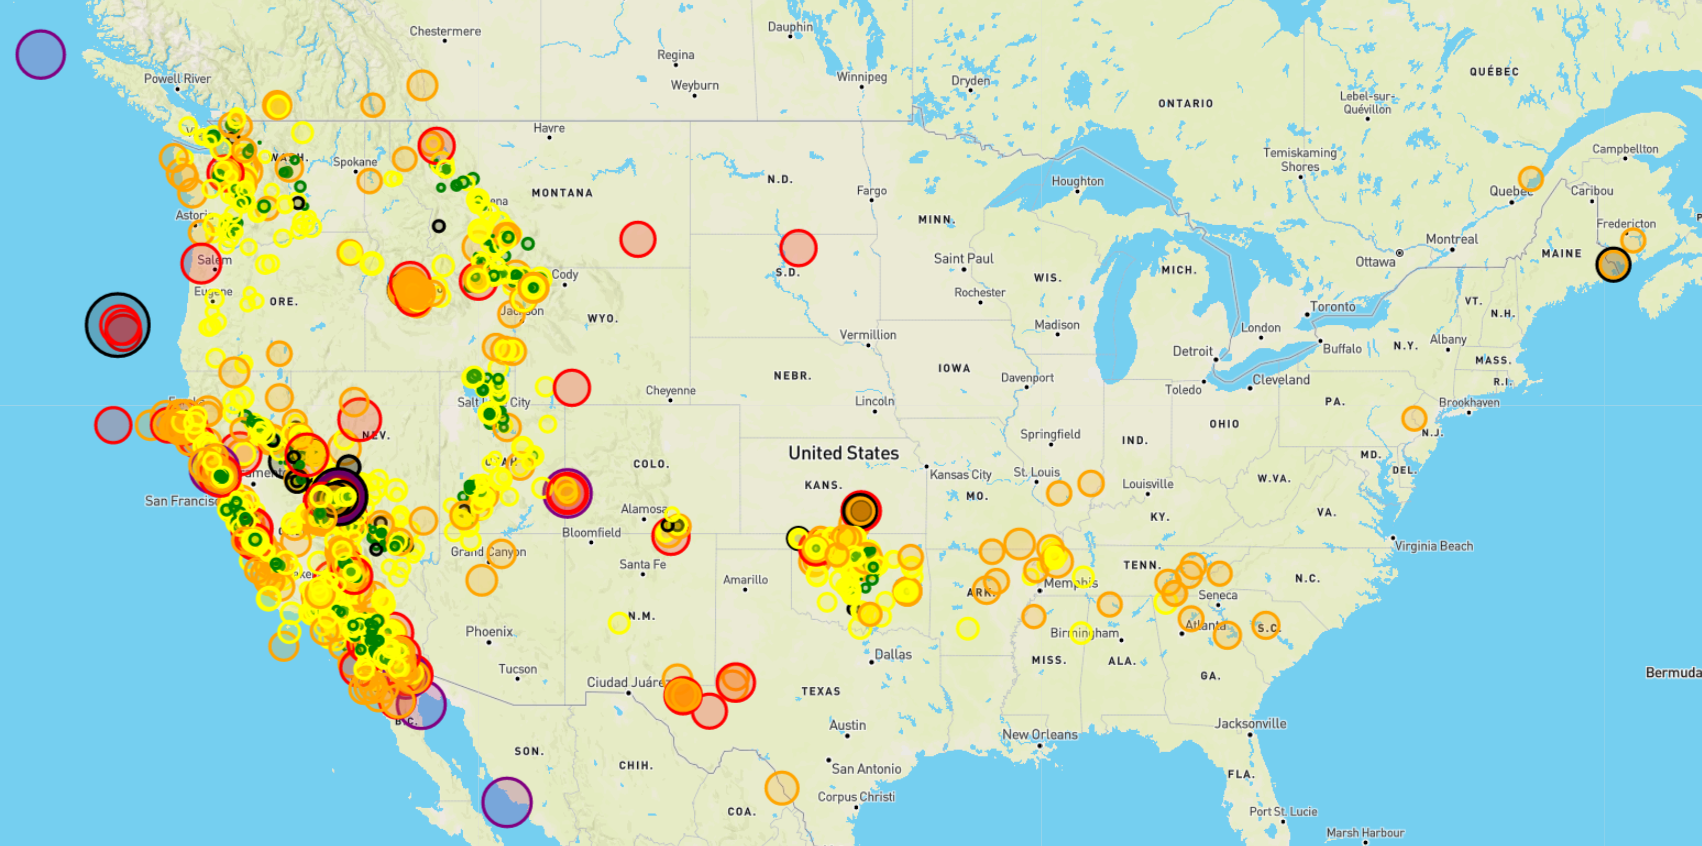 Dauphin
Chestermere
Regina
Winnipeg
Dryden
QUÉBEC
Powell River
Weyburn
ONTARIO
Lebel-sur-
Quévillon
Havre
Temiskaming
Shores
Campbellton
WASH.
Spokane
MONTANA
N.D.
Fargo
Houghton
Quebec
Caribou
Astoria
MINN.
Fredericton
Montreal
Salem
Cody
S.D.
Saint Paul
WIS.
MICH.
Ottawa
MAINE
Eugene
ORE.
Jackson
WYO.
Rochester
VT.
Toronto
N.H.
Vermillion
Madison
London
Buffalo
N.Y.
Albany
Detroit
MASS.
NEBR.
IOWA
Davenport
Toledo
Cleveland
R.I.
Salt Lake City
Cheyenne
Lincoln
PA.
Brookhaven
NEV.
Springfield
IND.
OHIO
N.J.
United States
COLO.
MD.
San Francisco
KANS.
Kansas City
St. Louis
MO.
W.VA.
DEL.
Alamosa
Louisville
KY.
VA.
Bloomfield
Grand Canyon
Virginia Beach
Santa Fe
Amarillo
Memphis
TENN.
N.C.
ARK.
Seneca
N.M.
Phoenix
Birmingham
Atlanta
S.C.
Dallas
MISS.
ALA.
Tucson
GA.
Bermuda
Ciudad Juárez
TEXAS
B.C.
Austin
New Orleans
Jacksonville
SON.
CHIH.
San Antonio
FLA.
Corpus Christi
COA.
Port St. Lucie
Marsh Harbour